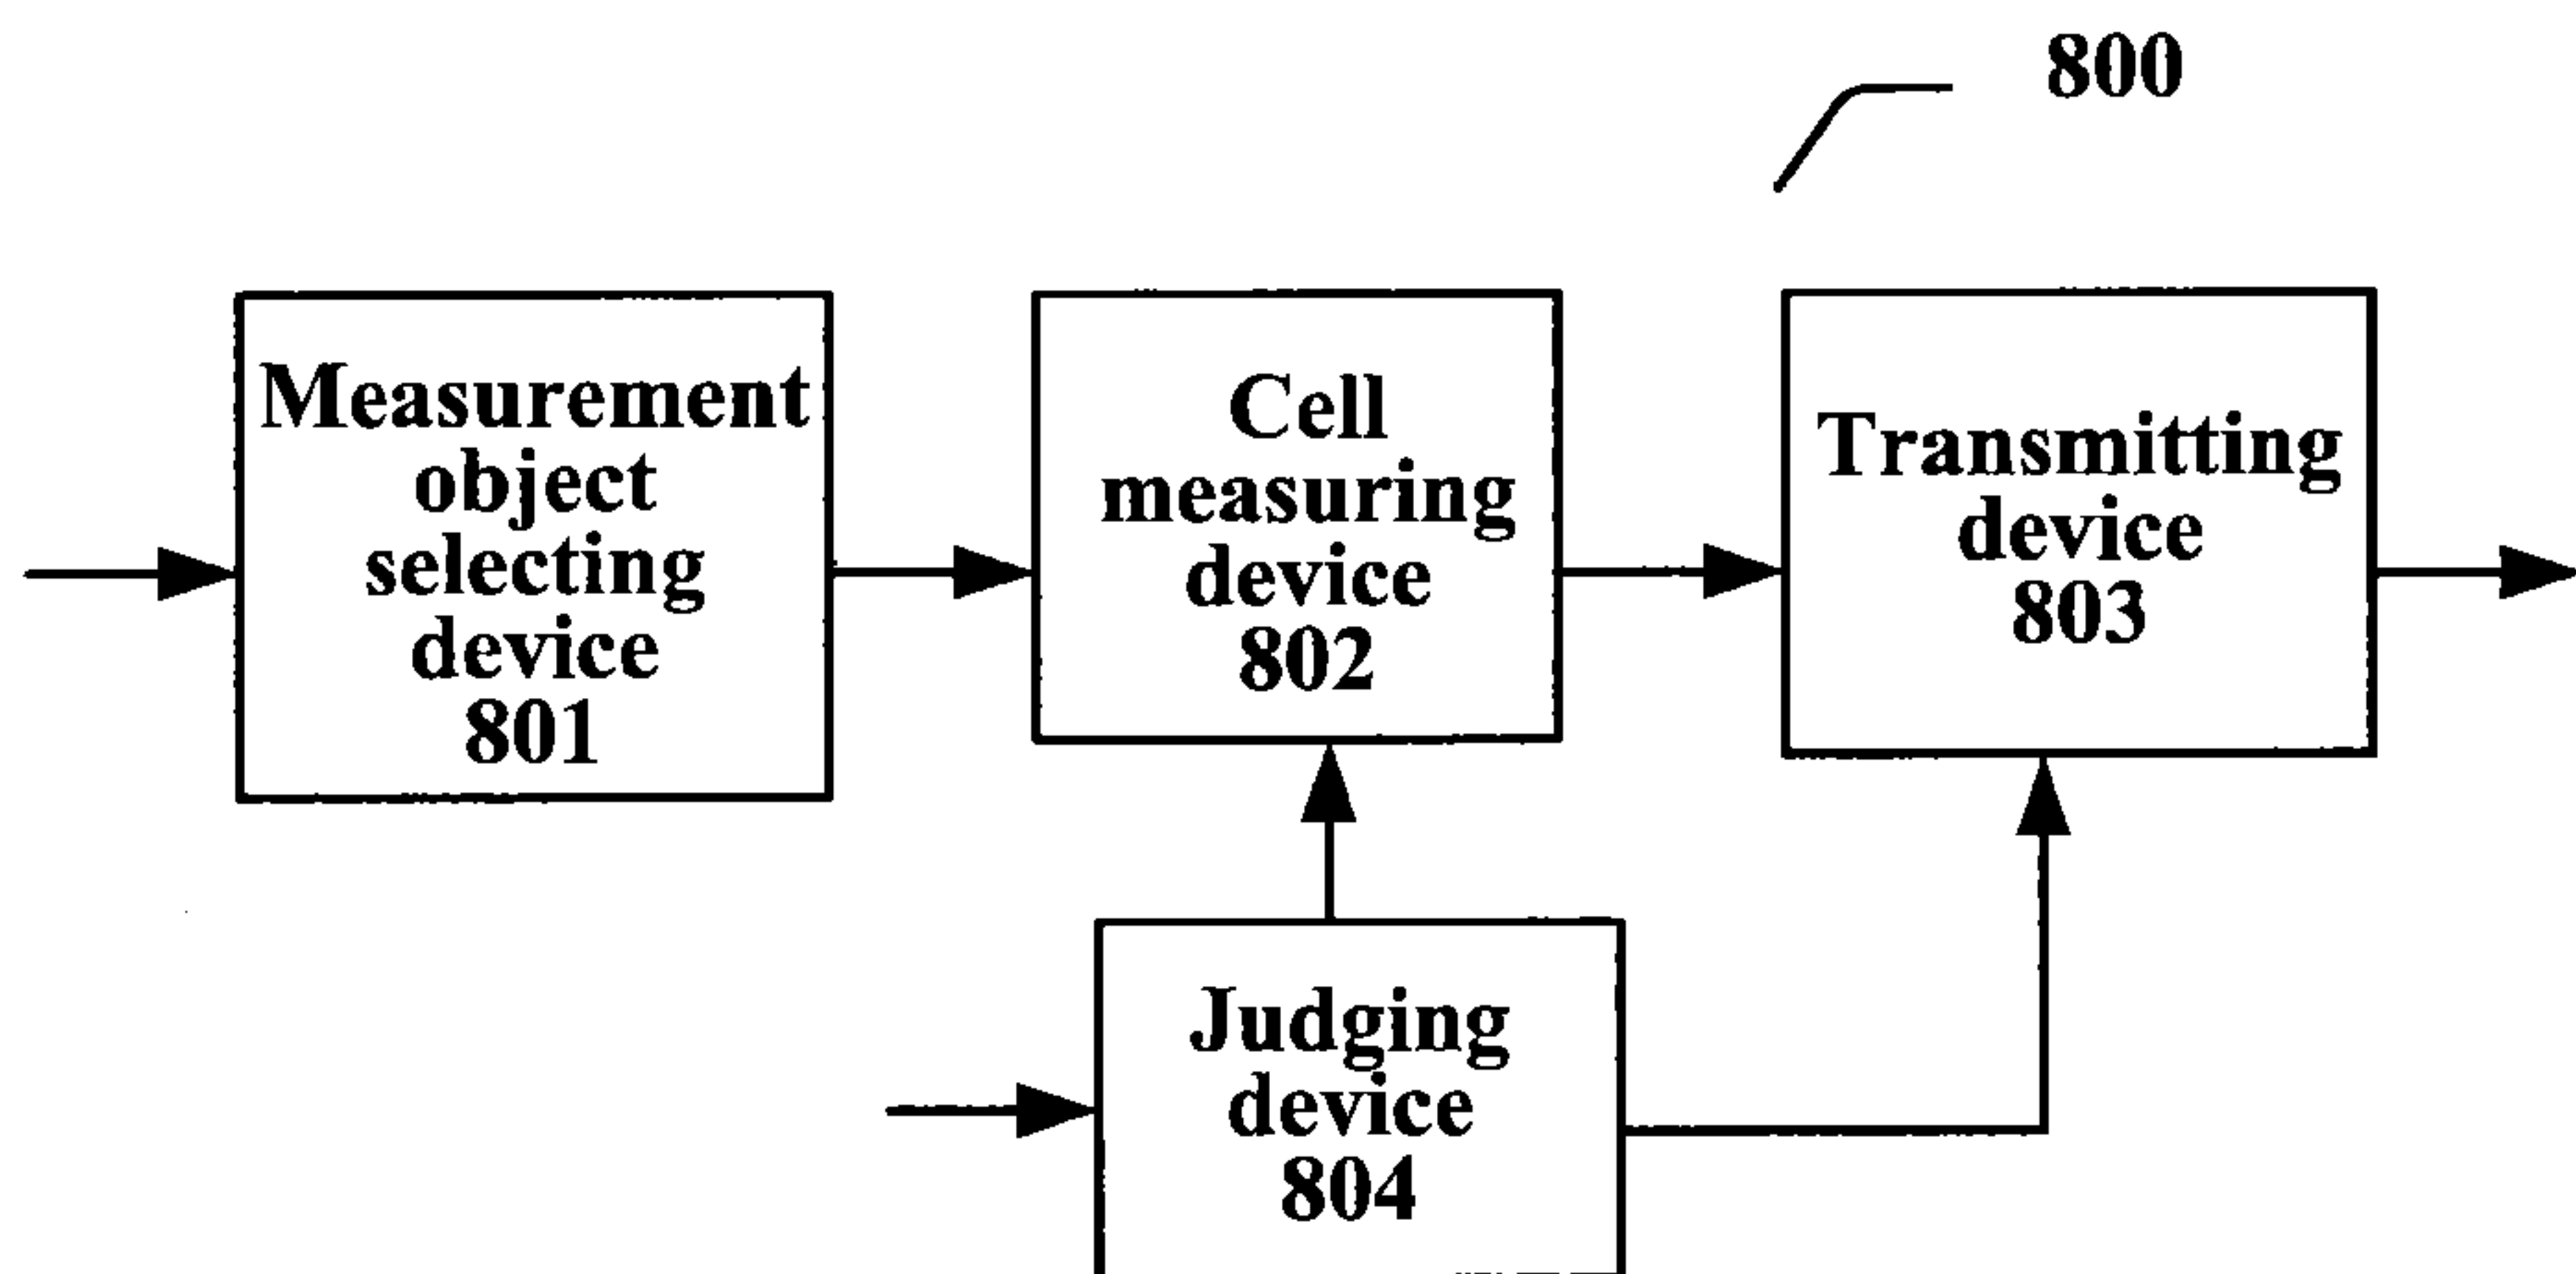 800
Measurement
object
selecting
device
801
Cell
measuring
device
802
Transmitting
device
803
Judging
device
804